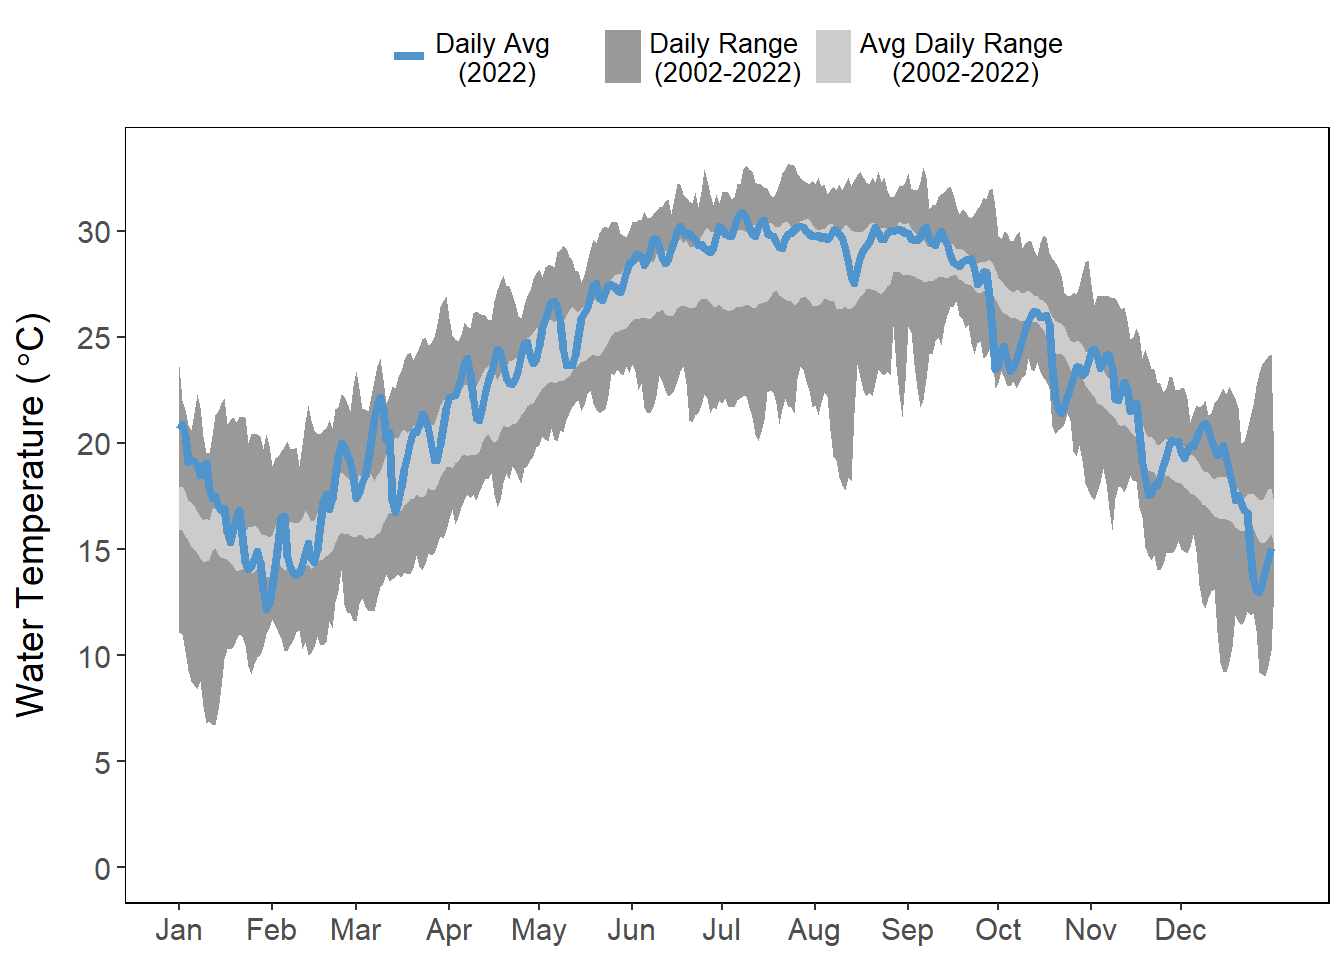 Daily Avg
(2022)
Daily Range
(2002-2022)
Avg Daily Range
(2002-2022)
Water Temperature (°C)
30
25
20
15
10
5
0
Jan Feb Mar Apr May Jun Jul Aug Sep Oct Nov Dec